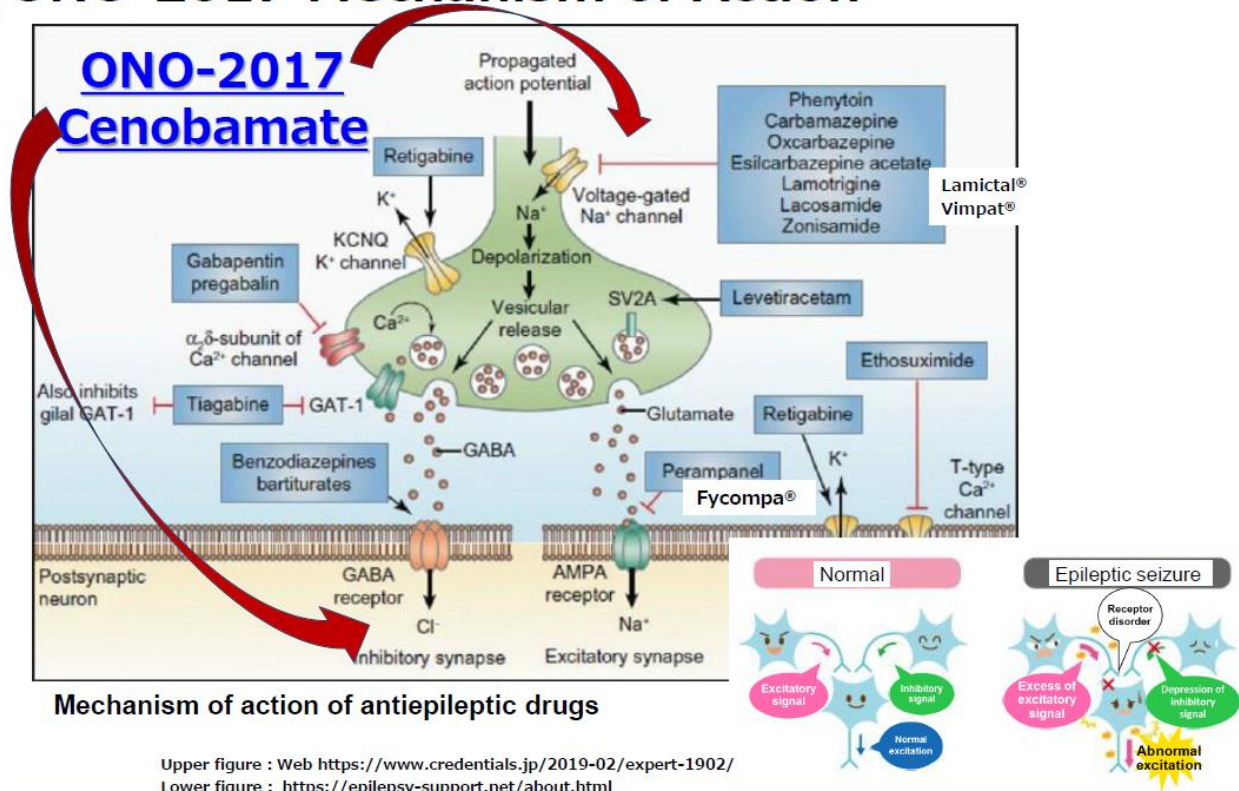 ONO-2017 Mechanism of Action
ONO-2017
Cenobamate
Propagated
action potential
Phenytoin
Carbamazepine
Oxcarbazepine
Esilcarbazepine acetate
Lamotrigine
Lacosamide
Zonisamide
Lamictal®
Vimpat®
Retigabine
K⁺
KCNQ
K⁺ channel
Na⁺
Voltage-gated
Na⁺ channel
Depolarization
Gabapentin
pregabalin
α₂δ-subunit of
Ca²⁺ channel
Ca²⁺
Vesicular
release
SV2A
Levetiracetam
Also inhibits
gilal GAT-1
Tiagabine
GAT-1
Glutamate
GABA
Ethosuximide
Retigabine
K⁺
T-type
Ca²⁺
channel
Benzodiazepines
bartiturates
Perampanel
Fycompa®
Postsynaptic
neuron
GABA
receptor
Cl⁻
Inhibitory synapse
AMPA
receptor
Na⁺
Excitatory synapse
Normal
Excitatory
signal
Inhibitory
signal
Normal
excitation
Epileptic seizure
Receptor
disorder
Excess of
excitatory
signal
Depression of
inhibitory
signal
Abnormal
excitation
Mechanism of action of antiepileptic drugs
Upper figure : Web https://www.credentials.jp/2019-02/expert-1902/
Lower figure : https://epilepsy-support.net/about.html